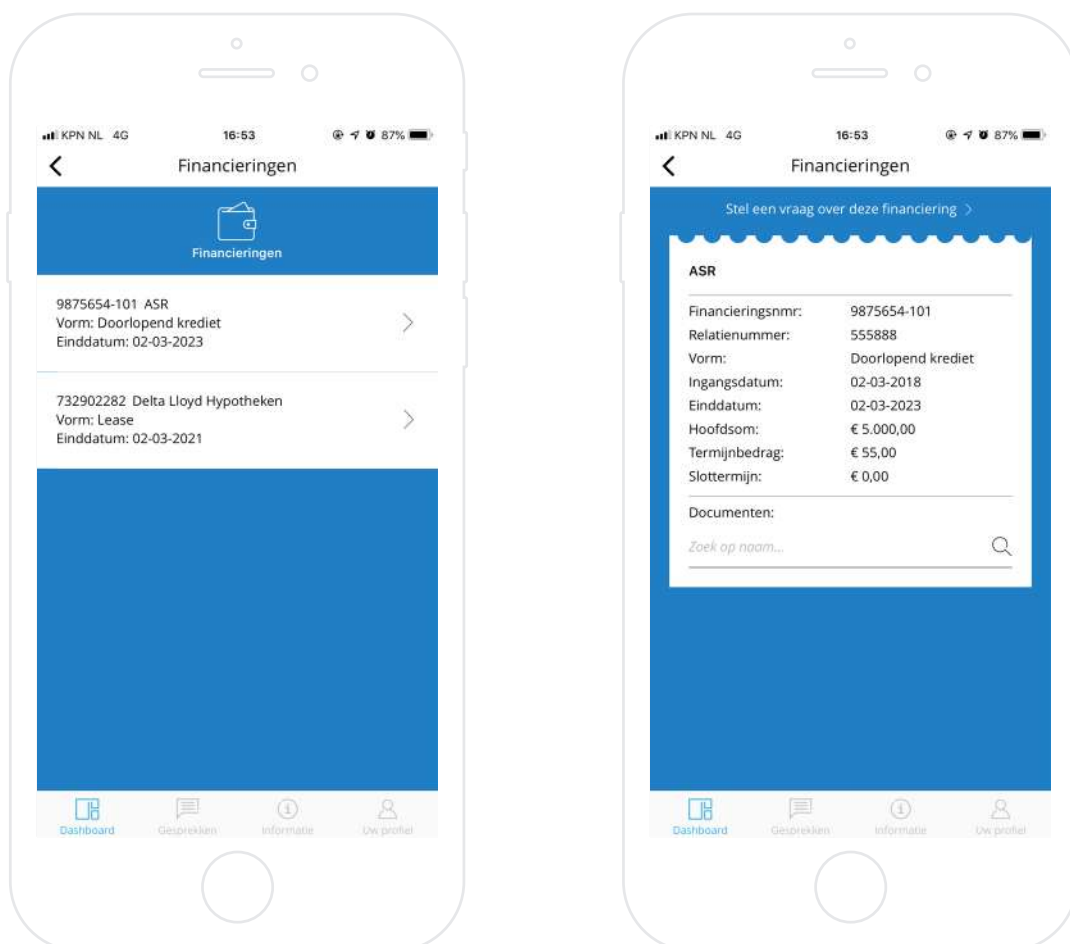 KPN NL 4G 16:53 87%
Financieringen
Financieringen
9875654-101 ASR
Vorm: Doorlopend krediet
Einddatum: 02-03-2023
732902282 Delta Lloyd Hypotheken
Vorm: Lease
Einddatum: 02-03-2021
Dashboard Gesprekken Informatie Uw profiel
KPN NL 4G 16:53 87%
Financieringen
Stel een vraag over deze financiering >
ASR
Financieringsnmr: 9875654-101
Relatienummer: 555888
Vorm: Doorlopend krediet
Ingangsdatum: 02-03-2018
Einddatum: 02-03-2023
Hoofdsom: € 5.000,00
Termijnbedrag: € 55,00
Slottermijn: € 0,00
Documenten:
Zoek op naam...
Dashboard Gesprekken Informatie Uw profiel